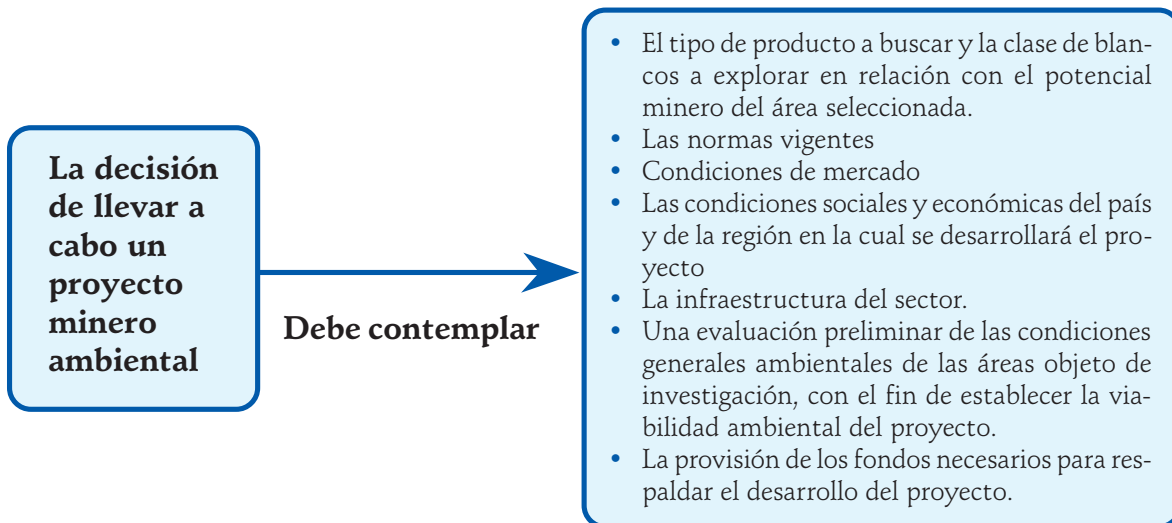 La decisión
de llevar a
cabo un
proyecto
minero
ambiental
Debe contemplar
• El tipo de producto a buscar y la clase de blan-
cos a explorar en relación con el potencial
minero del área seleccionada.
• Las normas vigentes
• Condiciones de mercado
• Las condiciones sociales y económicas del país
y de la región en la cual se desarrollará el pro-
yecto
• La infraestructura del sector.
• Una evaluación preliminar de las condiciones
generales ambientales de las áreas objeto de
investigación, con el fin de establecer la via-
bilidad ambiental del proyecto.
• La provisión de los fondos necesarios para res-
paldar el desarrollo del proyecto.